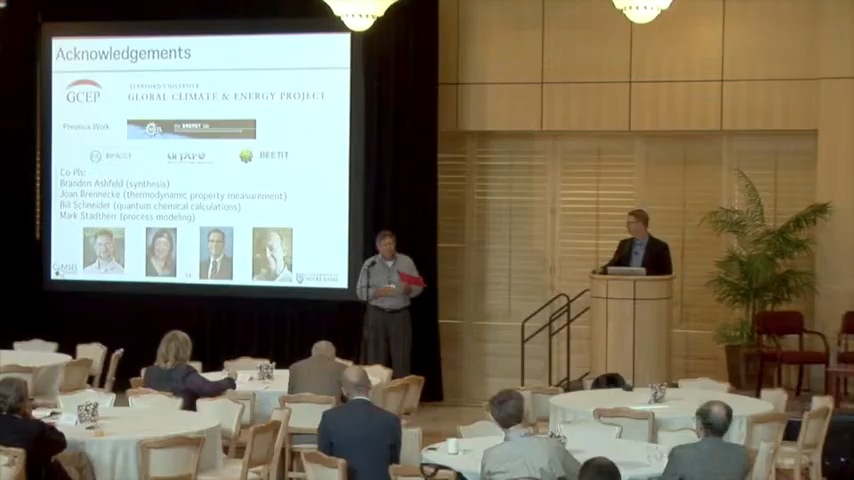 Acknowledgements
GCEP
STANFORD UNIVERSITY
GLOBAL CLIMATE & ENERGY PROJECT
Previous Work
BEETIT
Co-PIs:
Brandon Ashfeld (synthesis)
Joan Brennecke (thermodynamic property measurement)
Bill Schneider (quantum chemical calculations)
Mark Stadtherr (process modeling)